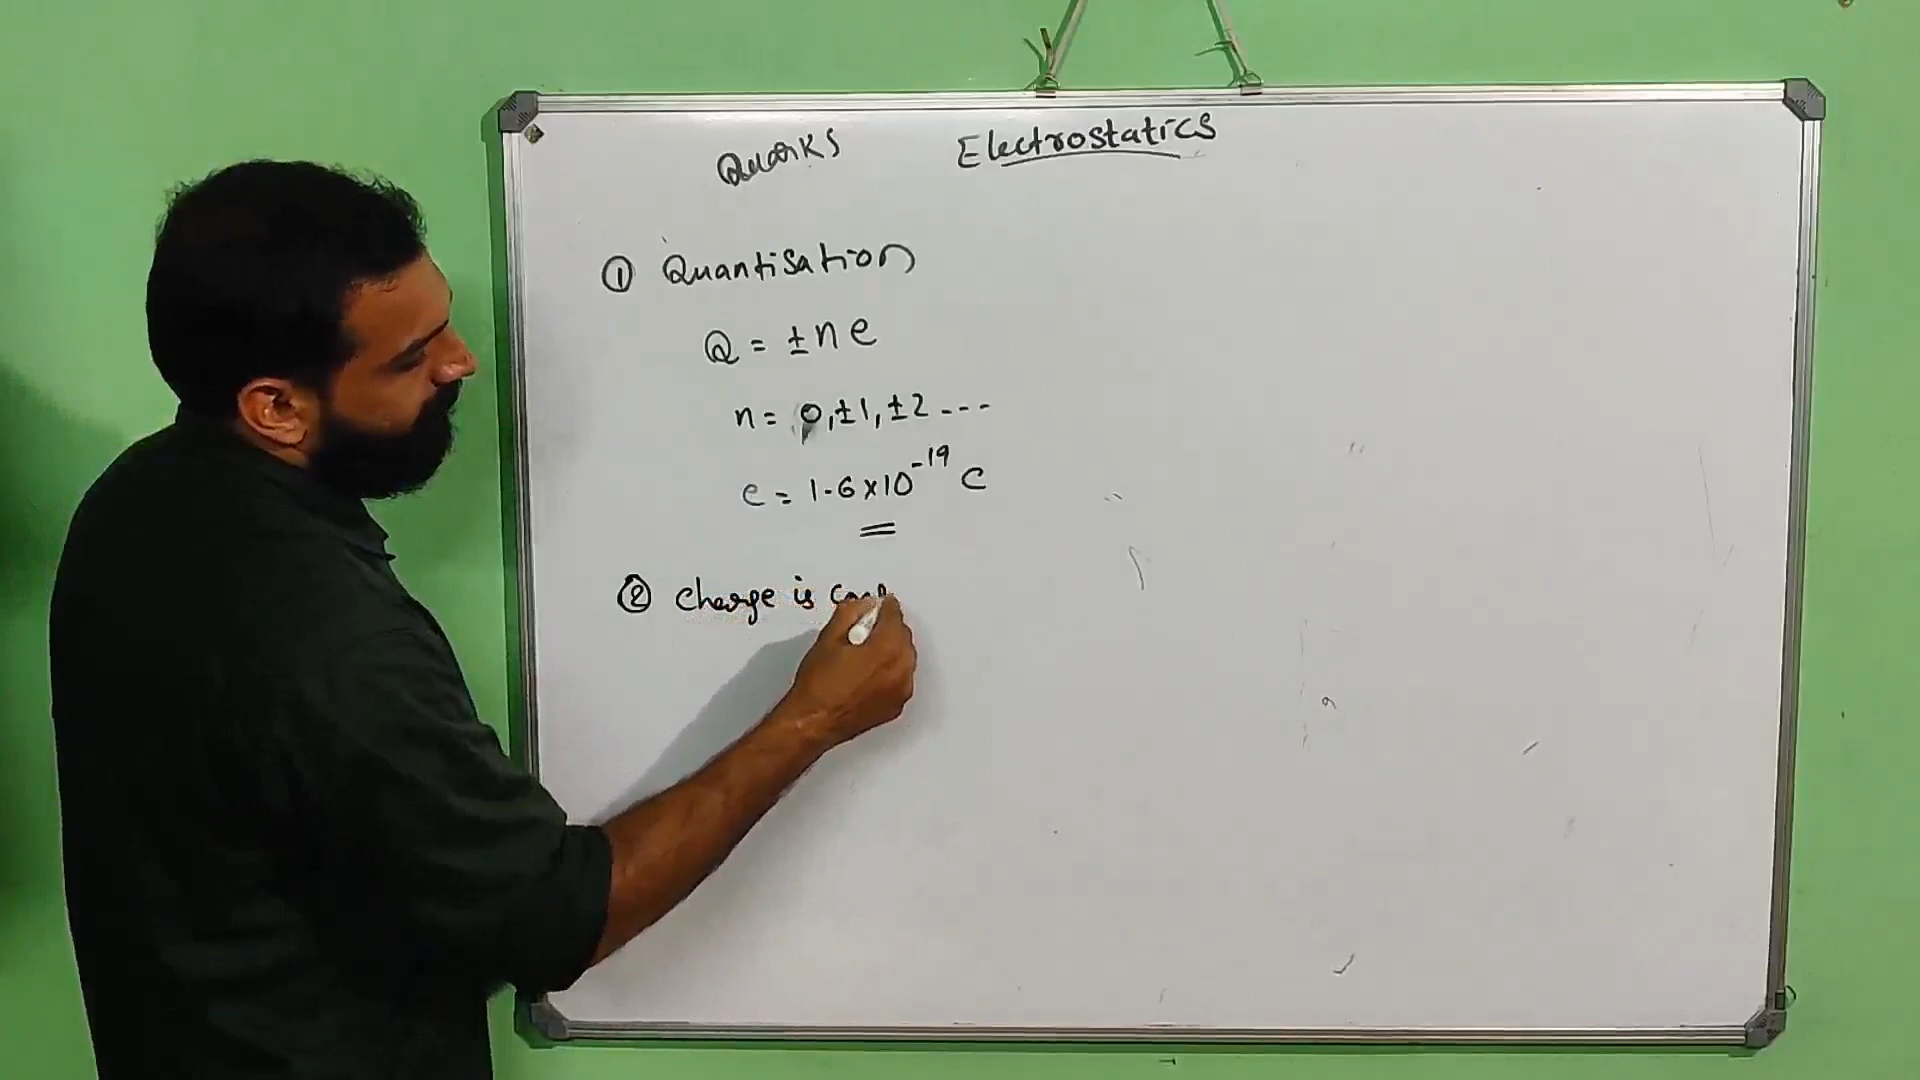 Quarks Electrostatics
① Quantisation
Q = ±ne
n = 0, ±1, ±2 ---
e = 1.6×10⁻¹⁹ C
② Charge is